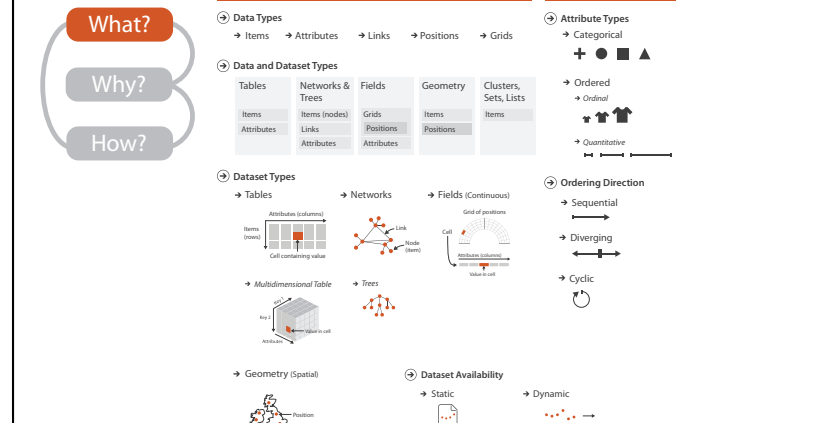 What?
Why?
How?
Data Types
Items
Attributes
Links
Positions
Grids
Data and Dataset Types
Tables
Items
Attributes
Networks &
Trees
Items (nodes)
Links
Attributes
Fields
Grids
Positions
Attributes
Geometry
Items
Positions
Clusters,
Sets, Lists
Items
Dataset Types
Tables
Attributes (columns)
Items
(rows)
Cell containing value
Networks
Link
Node
(item)
Fields (Continuous)
Grid of positions
Cell
Attributes (columns)
Value in cell
Multidimensional Table
Key 1
Key 2
Value in cell
Attributes
Trees
Geometry (Spatial)
Position
Dataset Availability
Static
Dynamic
Attribute Types
Categorical
Ordered
Ordinal
Quantitative
Ordering Direction
Sequential
Diverging
Cyclic